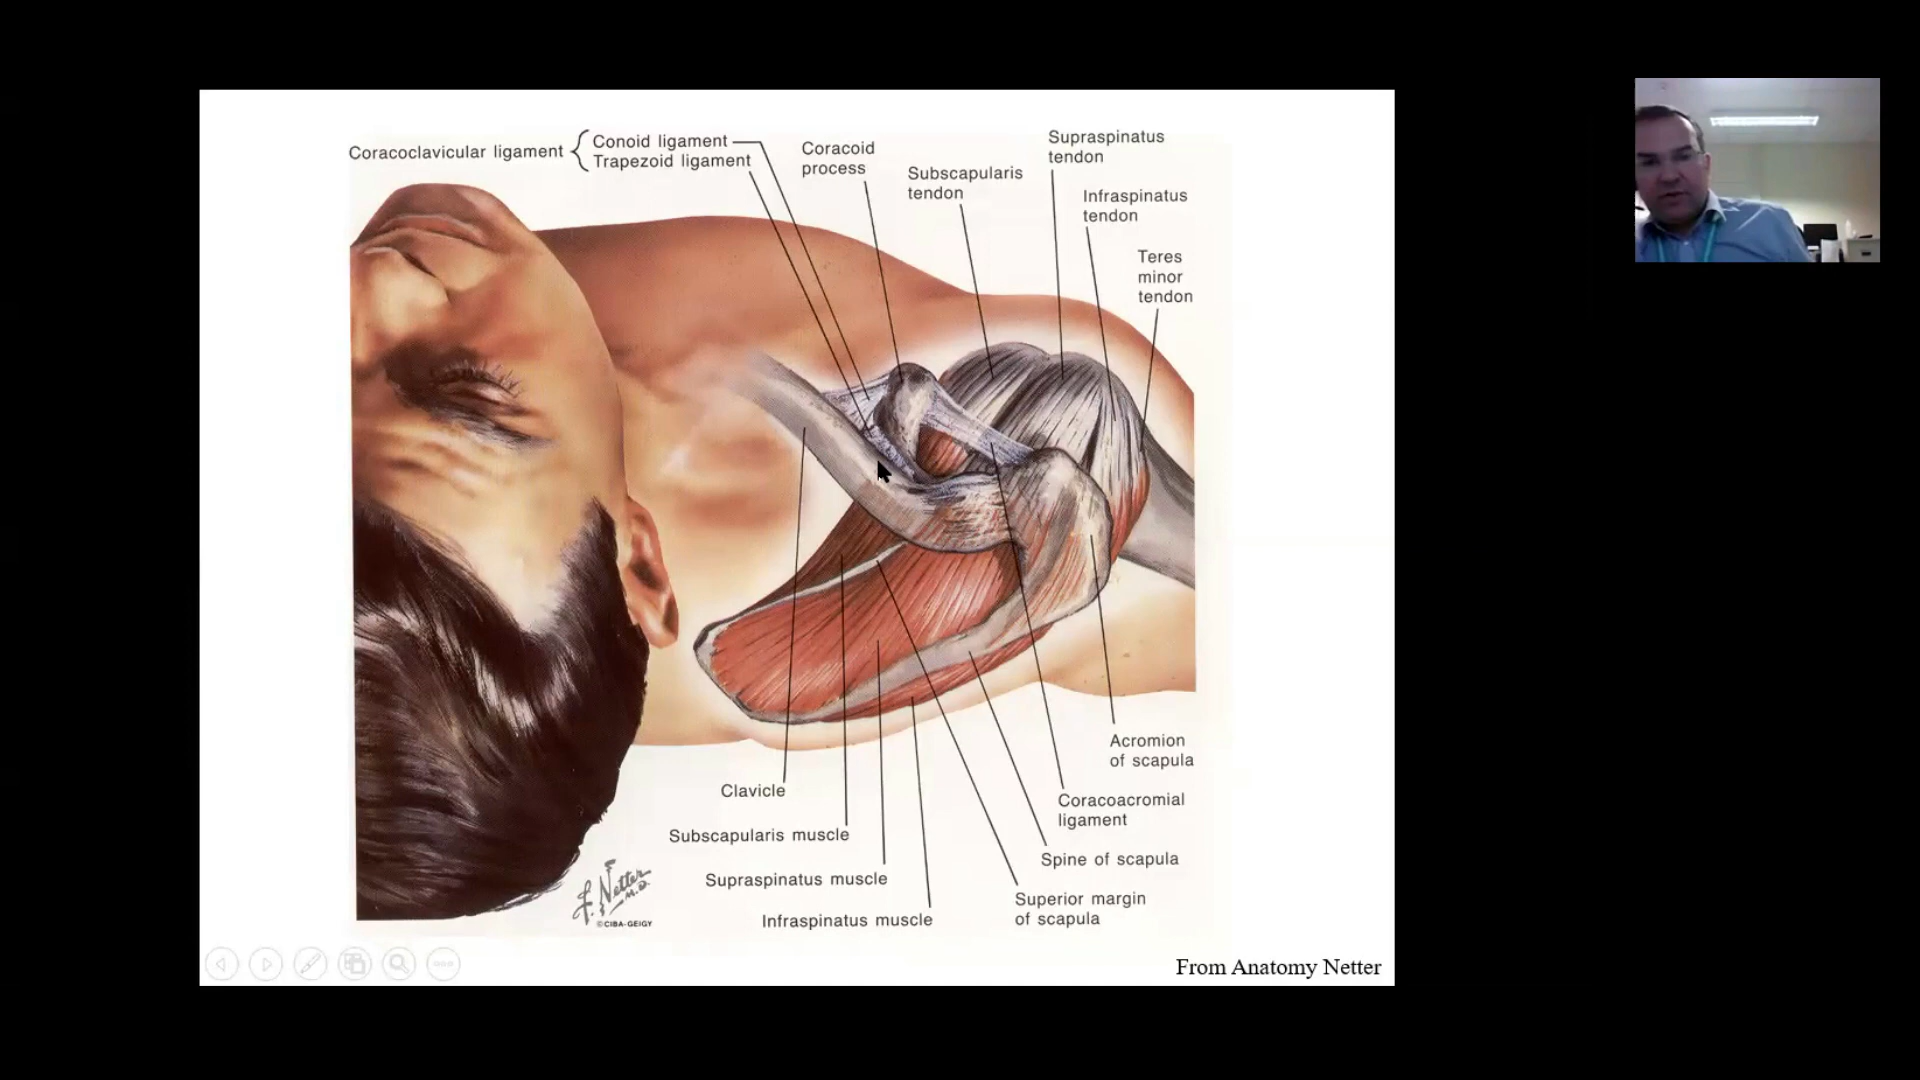 Coracoclavicular ligament
Conoid ligament
Trapezoid ligament
Coracoid
process
Subscapularis
tendon
Supraspinatus
tendon
Infraspinatus
tendon
Teres
minor
tendon
Acromion
of scapula
Clavicle
Coracoacromial
ligament
Subscapularis muscle
Spine of scapula
Supraspinatus muscle
Superior margin
of scapula
Infraspinatus muscle
F. Netter
M.D.
©CIBA-GEIGY
From Anatomy Netter